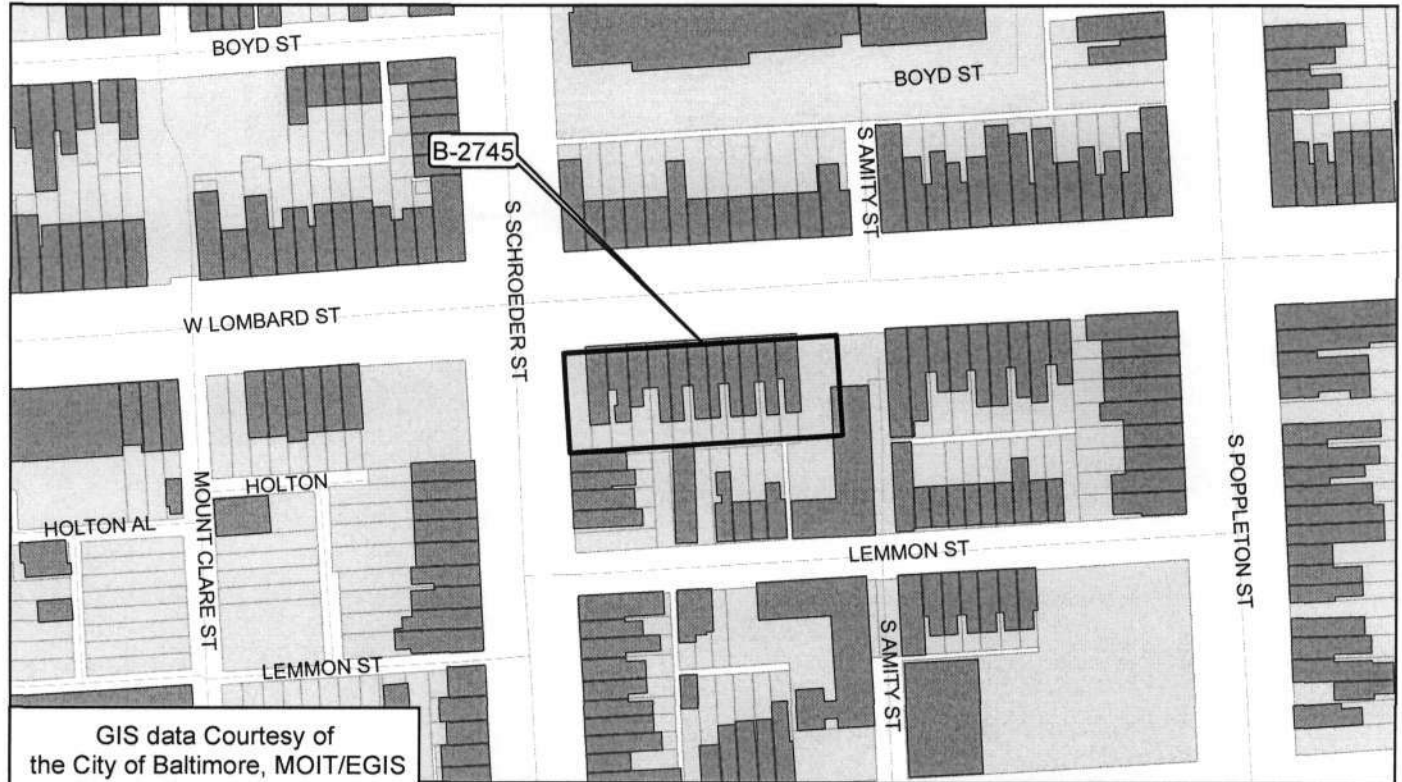 BOYD ST
BOYD ST
B-2745
S AMITY ST
S SCHROEDER ST
W LOMBARD ST
S POPPLETON ST
MOUNT CLARE ST
HOLTON
HOLTON AL
LEMMON ST
S AMITY ST
LEMMON ST
GIS data Courtesy of
the City of Baltimore, MOIT/EGIS